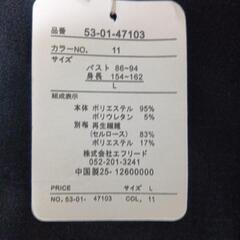 品番 53-01-47103
カラーNO. 11
サイズ
バスト 86~94
身長 154~162
L
組成表示
本体 ポリエステル 95%
ポリウレタン 5%
別布 再生繊維
(セルロース) 83%
ポリエステル 17%
株式会社エフリード
052-201-3241
中国製25- 12600000
PRICE サイズ L
NO. 53-01- 47103 COL. 11